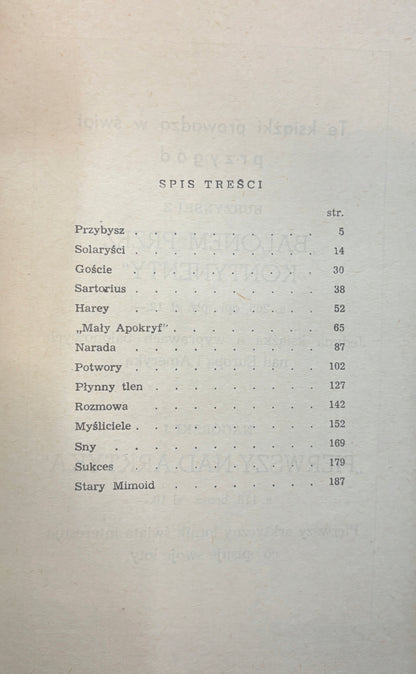 SPIS TREŚCI
str.
Przybysz . . . . . . . . . . 5
Solaryści . . . . . . . . . . 14
Goście . . . . . . . . . . 30
Sartorius . . . . . . . . . . 38
Harey . . . . . . . . . . 52
„Mały Apokryf” . . . . . . . . 65
Narada . . . . . . . . . . 87
Potwory . . . . . . . . . . 102
Płynny tlen . . . . . . . . . 127
Rozmowa . . . . . . . . . 142
Myśliciele . . . . . . . . . . 152
Sny . . . . . . . . . . . 169
Sukces . . . . . . . . . . 179
Stary Mimoid . . . . . . . . 187